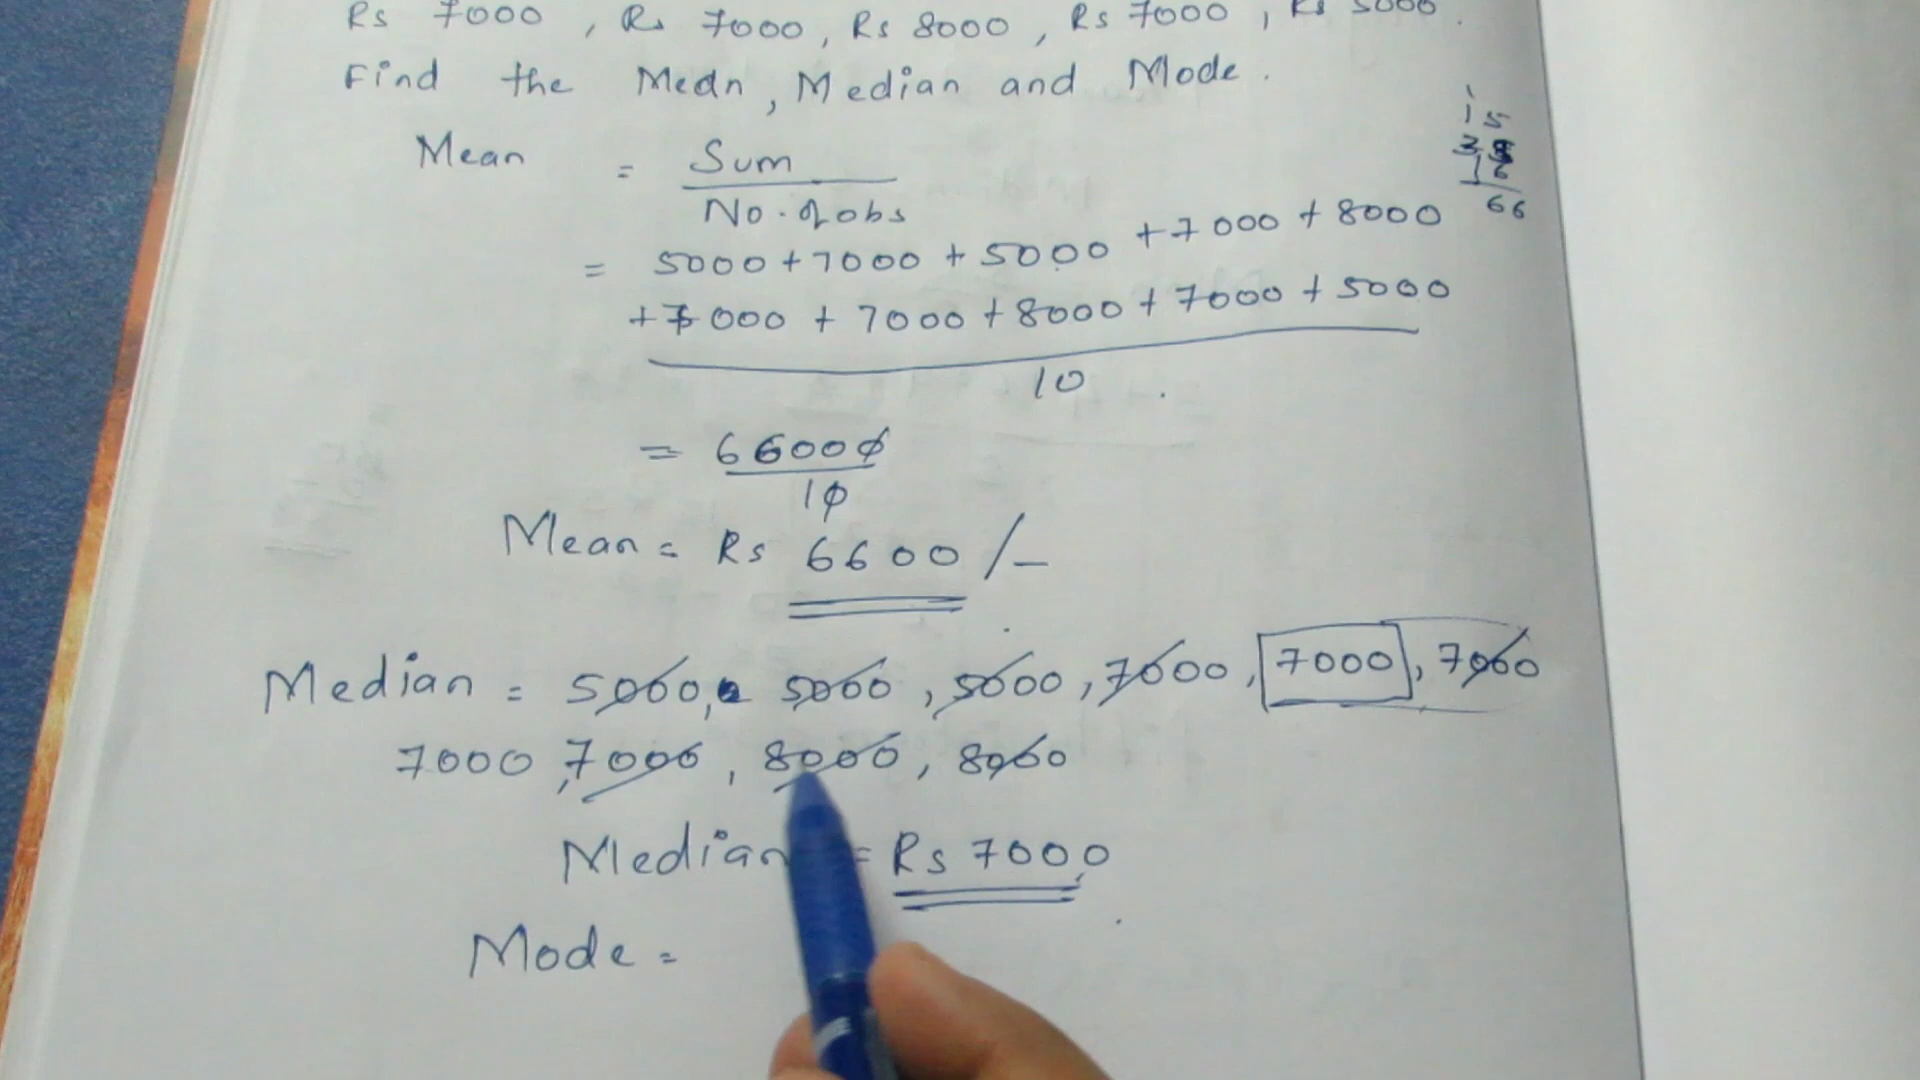 Rs 7000 , Rs 7000 , Rs 8000 , Rs 7000 , Rs 5000 .
Find the Mean , Median and Mode .
Mean = Sum
No. of obs
= 5000 + 7000 + 5000 + 7000 + 8000
+ 7000 + 7000 + 8000 + 7000 + 5000
10
= 66000
10
Mean = Rs 6600 /-
Median = 5000 , 5000 , 5000 , 7000 , 7000 , 7000
7000 , 7000 , 8000 , 8000
Median = Rs 7000
Mode =
15
66